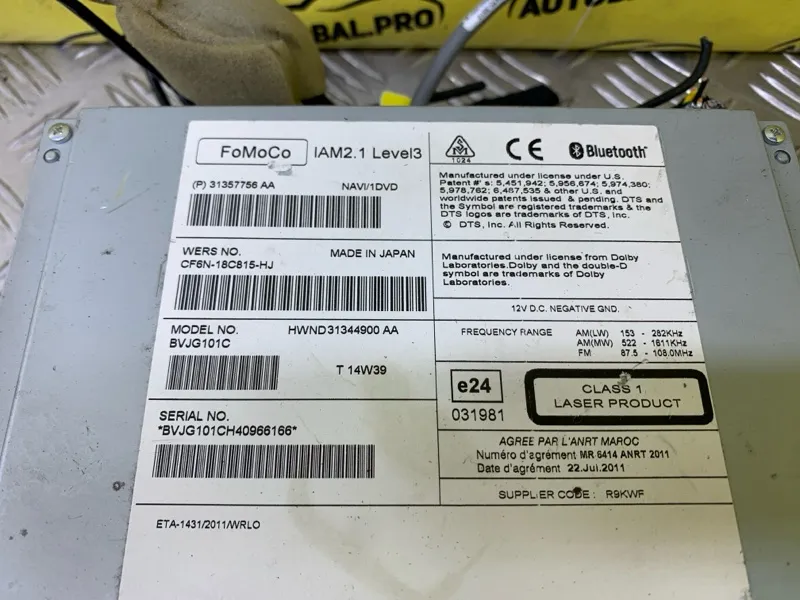 BAL.PRO
FoMoCo IAM2.1 Level3
(P) 31357756 AA NAVI/1DVD
WERS NO. MADE IN JAPAN
CF6N-18C815-HJ
MODEL NO. HWND31344900 AA
BVJG101C
T 14W39
SERIAL NO.
*BVJG101CH40966166*
ETA-1431/2011/WRLO
1024 CE Bluetooth
Manufactured under license under U.S.
Patent #' s: 5,451,942; 5,956,674; 5,974,380;
5,978,762; 6,487,535 & other U.S. and
worldwide patents issued & pending. DTS and
the Symbol are registered trademarks & the
DTS logos are trademarks of DTS, Inc.
© DTS, Inc. All Rights Reserved.
Manufactured under license from Dolby
Laboratories.Dolby and the double-D
symbol are trademarks of Dolby
Laboratories.
12V D.C. NEGATIVE GND.
FREQUENCY RANGE AM(LW) 153 - 282KHz
AM(MW) 522 - 1611KHz
FM 87.5 - 108.0MHz
e24
031981
CLASS 1
LASER PRODUCT
AGREE PAR L'ANRT MAROC
Numéro d'agrément MR 6414 ANRT 2011
Date d'agrément 22.Jul.2011
SUPPLIER CODE : R9KWF